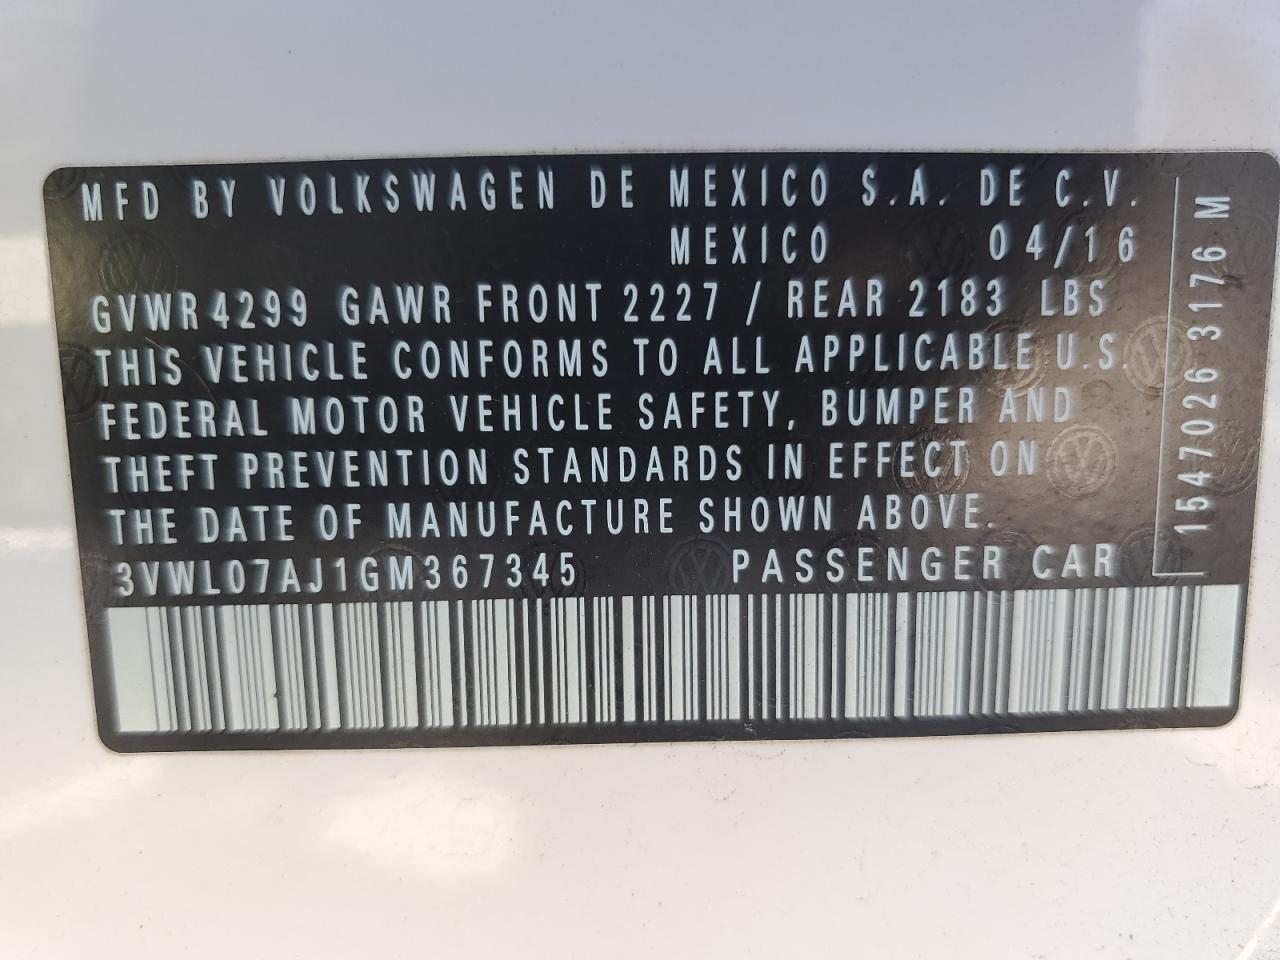 MFD BY VOLKSWAGEN DE MEXICO S.A. DE C.V.
MEXICO 04/16
GVWR 4299 GAWR FRONT 2227 / REAR 2183 LBS
THIS VEHICLE CONFORMS TO ALL APPLICABLE U.S.
FEDERAL MOTOR VEHICLE SAFETY, BUMPER AND
THEFT PREVENTION STANDARDS IN EFFECT ON
THE DATE OF MANUFACTURE SHOWN ABOVE.
3VWL07AJ1GM367345 PASSENGER CAR
1547026 3176 M